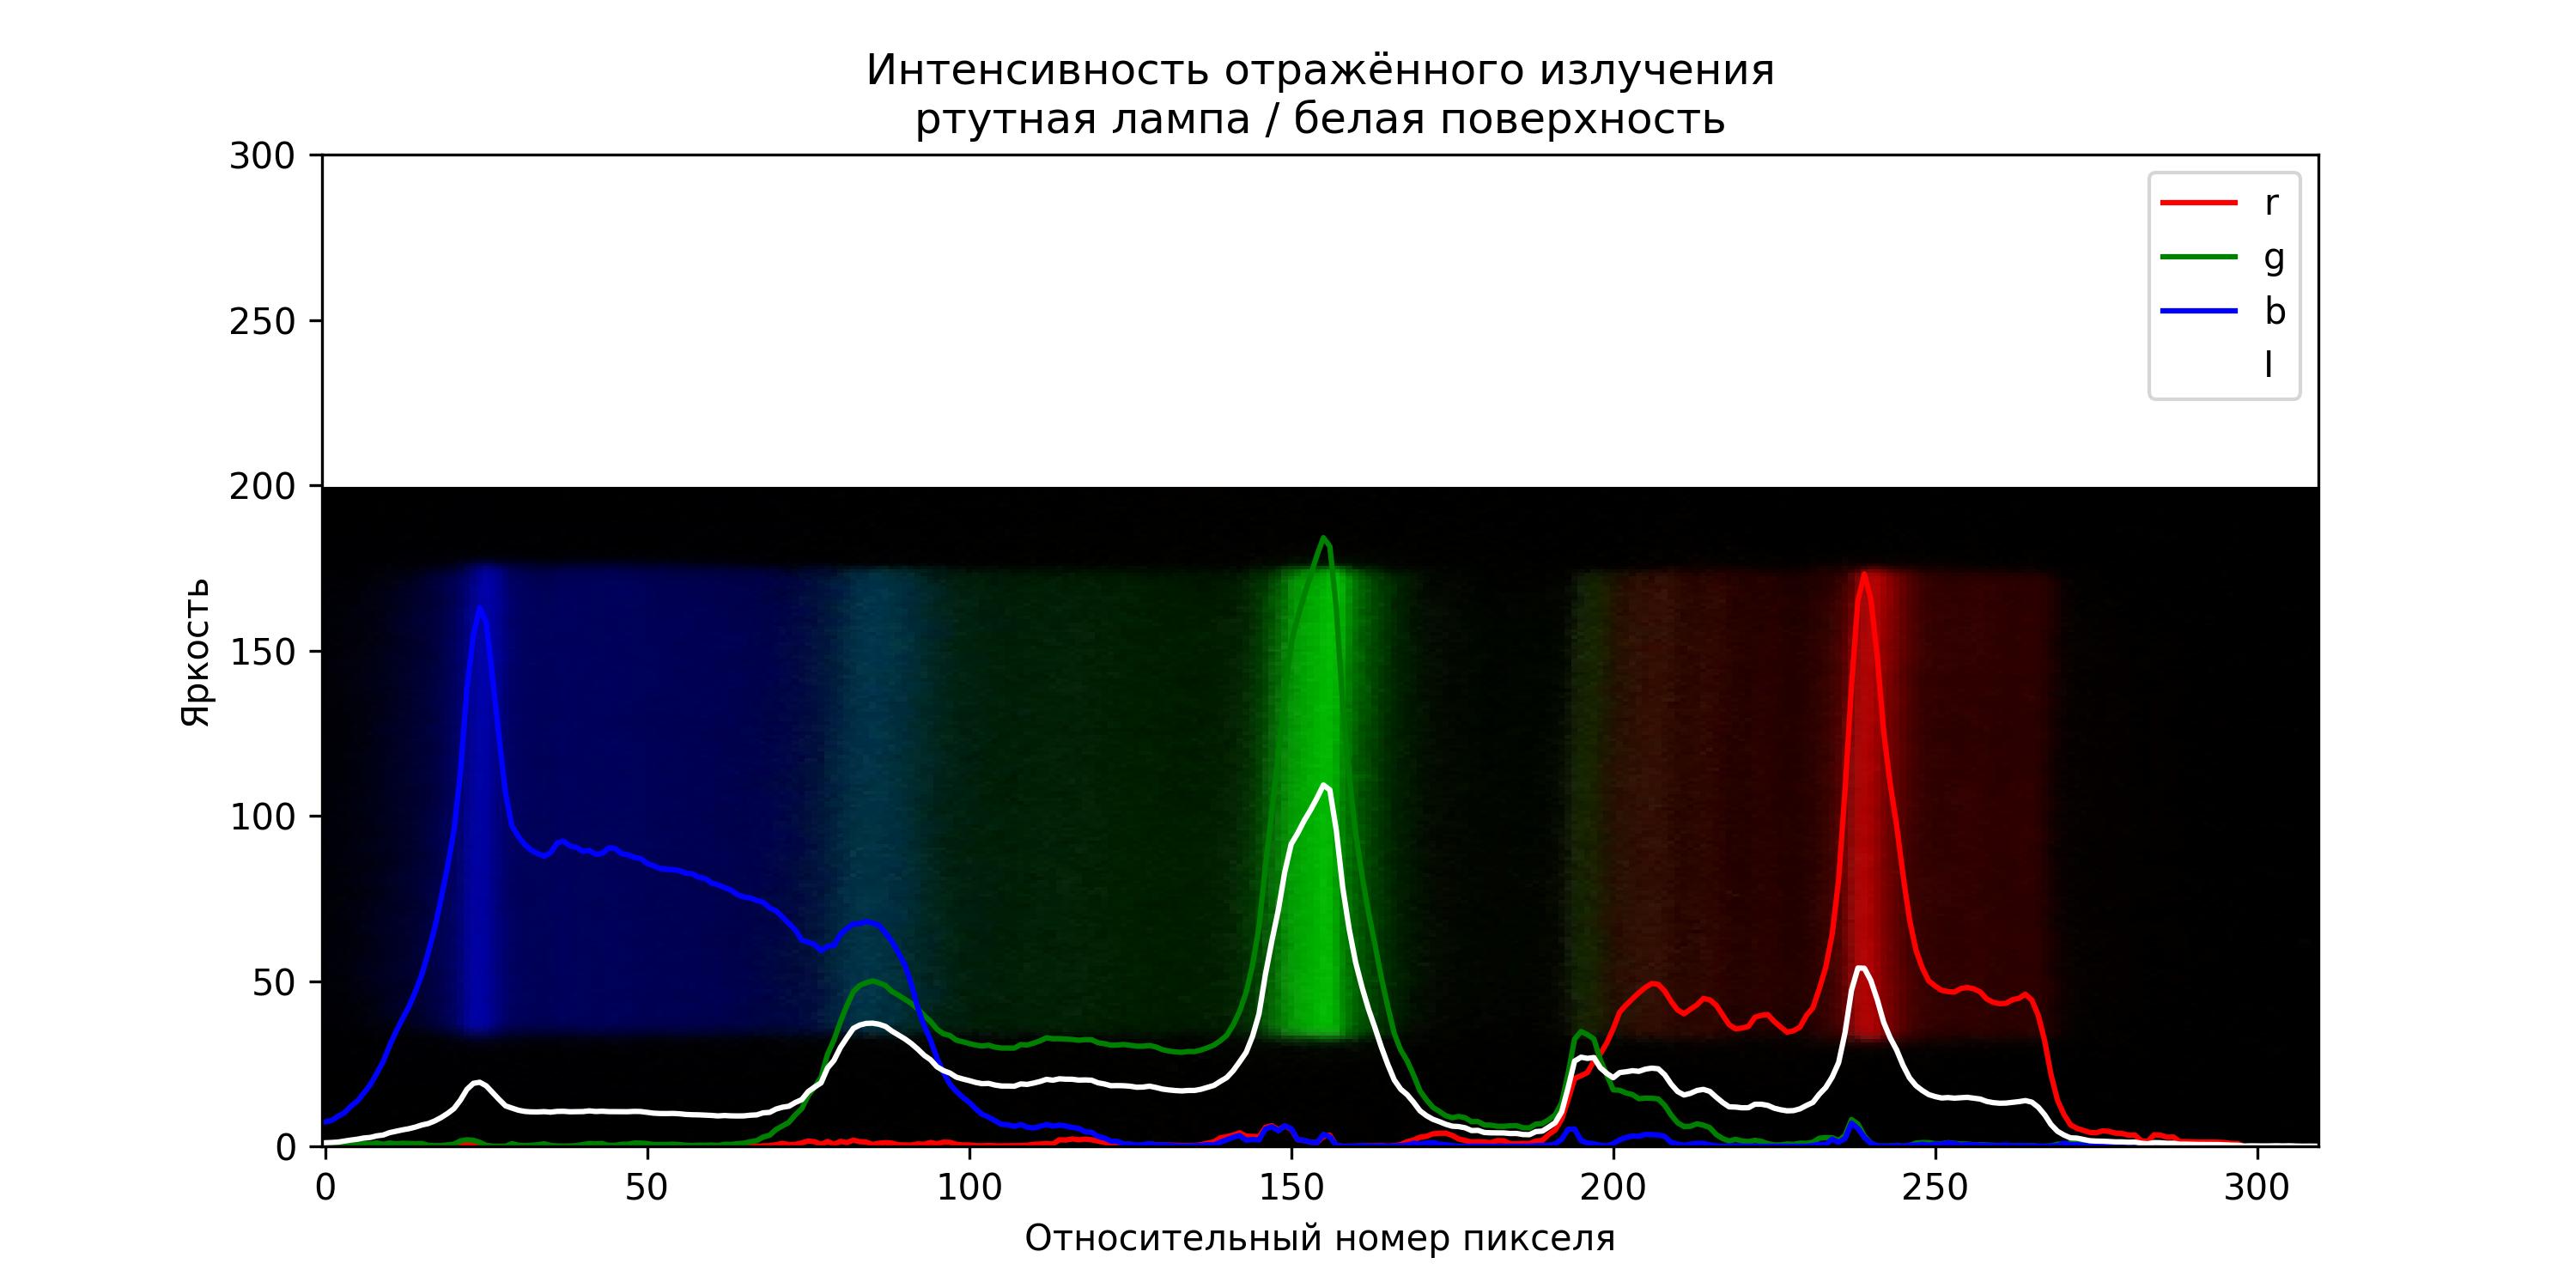 Интенсивность отражённого излучения
ртутная лампа / белая поверхность
300
250
200
150
100
50
0
Яркость
r
g
b
l
0 50 100 150 200 250 300
Относительный номер пикселя